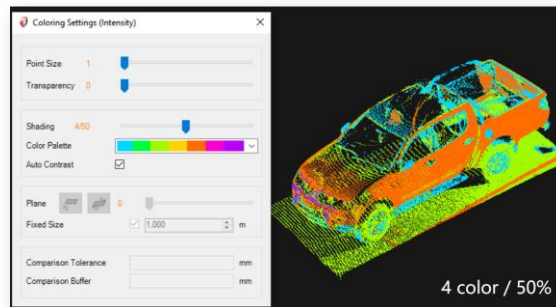 Coloring Settings (Intensity)
Point Size 1
Transparency 0
Shading 4/50
Color Palette
Auto Contrast
Plane 0
Fixed Size 1.000 m
Comparison Tolerance mm
Comparison Buffer mm
4 color / 50%